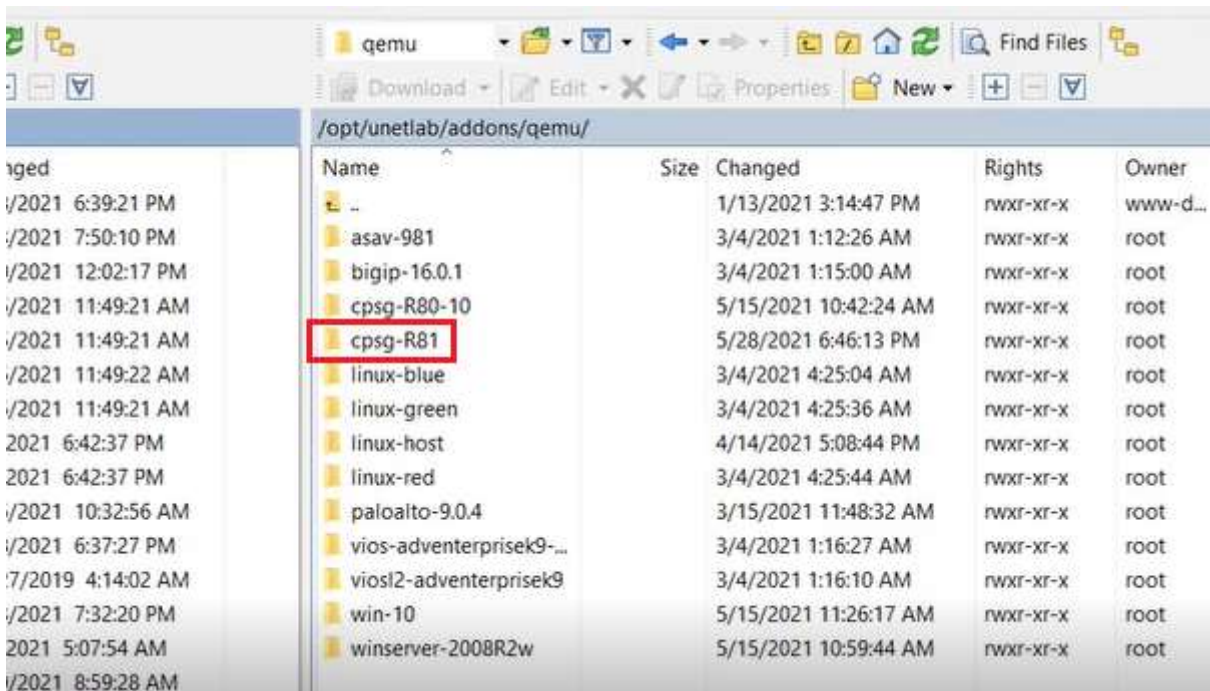 qemu Find Files
Download Edit Properties New
/opt/unetlab/addons/qemu/
Name Size Changed Rights Owner
.. 1/13/2021 3:14:47 PM rwxr-xr-x www-d...
/2021 6:39:21 PM
asav-981 3/4/2021 1:12:26 AM rwxr-xr-x root
/2021 7:50:10 PM
bigip-16.0.1 3/4/2021 1:15:00 AM rwxr-xr-x root
/2021 12:02:17 PM
cpsg-R80-10 5/15/2021 10:42:24 AM rwxr-xr-x root
/2021 11:49:21 AM
cpsg-R81 5/28/2021 6:46:13 PM rwxr-xr-x root
/2021 11:49:21 AM
linux-blue 3/4/2021 4:25:04 AM rwxr-xr-x root
/2021 11:49:22 AM
linux-green 3/4/2021 4:25:36 AM rwxr-xr-x root
/2021 11:49:21 AM
linux-host 4/14/2021 5:08:44 PM rwxr-xr-x root
2021 6:42:37 PM
linux-red 3/4/2021 4:25:44 AM rwxr-xr-x root
2021 6:42:37 PM
paloalto-9.0.4 3/15/2021 11:48:32 AM rwxr-xr-x root
/2021 10:32:56 AM
vios-adventerprisek9-... 3/4/2021 1:16:27 AM rwxr-xr-x root
/2021 6:37:27 PM
viosl2-adventerprisek9 3/4/2021 1:16:10 AM rwxr-xr-x root
7/2019 4:14:02 AM
win-10 5/15/2021 11:26:17 AM rwxr-xr-x root
/2021 7:32:20 PM
winserver-2008R2w 5/15/2021 10:59:44 AM rwxr-xr-x root
2021 5:07:54 AM
/2021 8:59:28 AM